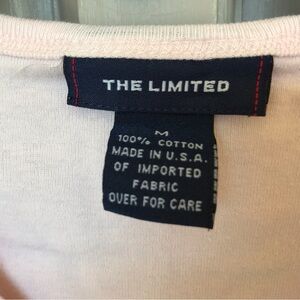 THE LIMITED
M
100% COTTON
MADE IN U.S.A.
OF IMPORTED
FABRIC
OVER FOR CARE